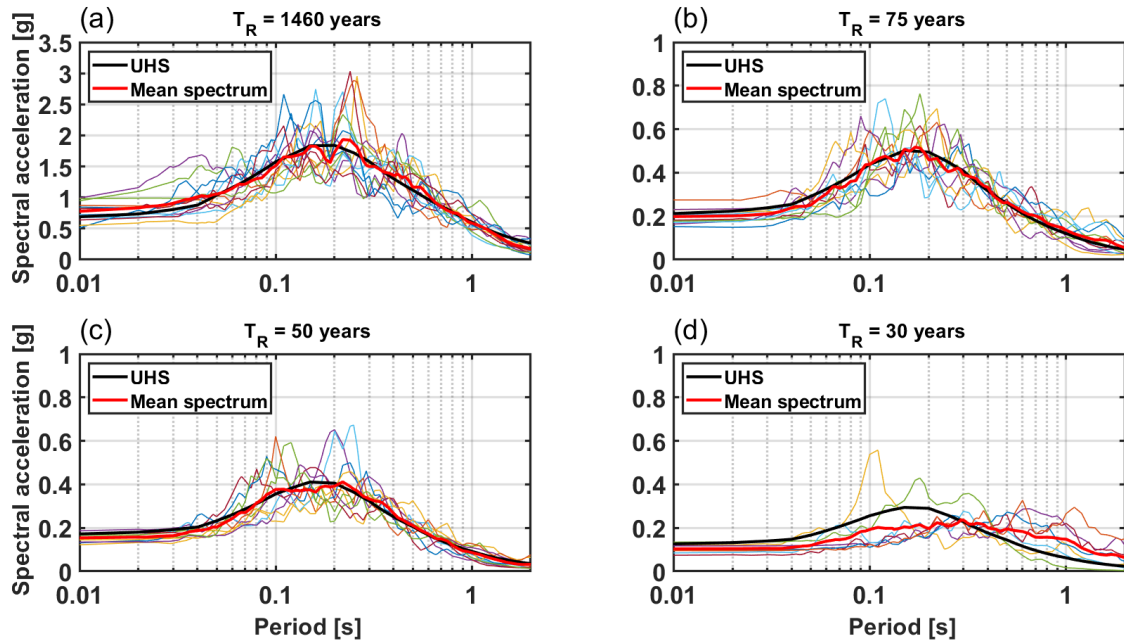 (a)
T_R = 1460 years
Spectral acceleration [g]
3.5
3
2.5
2
1.5
1
0.5
0
UHS
Mean spectrum
0.01
0.1
1
(b)
T_R = 75 years
1
0.8
0.6
0.4
0.2
0
UHS
Mean spectrum
0.01
0.1
1
(c)
T_R = 50 years
Spectral acceleration [g]
1
0.8
0.6
0.4
0.2
0
UHS
Mean spectrum
0.01
0.1
1
Period [s]
(d)
T_R = 30 years
1
0.8
0.6
0.4
0.2
0
UHS
Mean spectrum
0.01
0.1
1
Period [s]